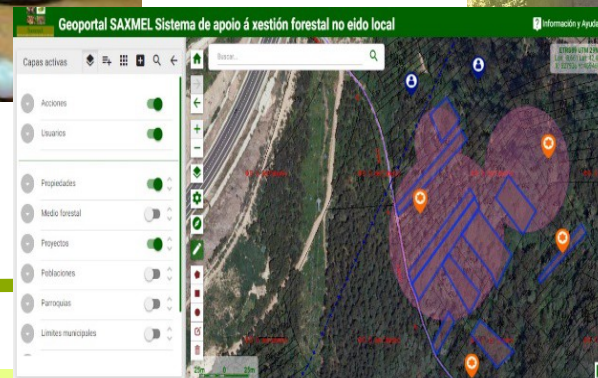 Geoportal SAXMEL Sistema de apoio á xestión forestal no eido local
Información y Ayuda
Capas activas
Buscar...
Acciones
Usuarios
Propiedades
Medio forestal
Proyectos
Poblaciones
Parroquias
Limites municipales